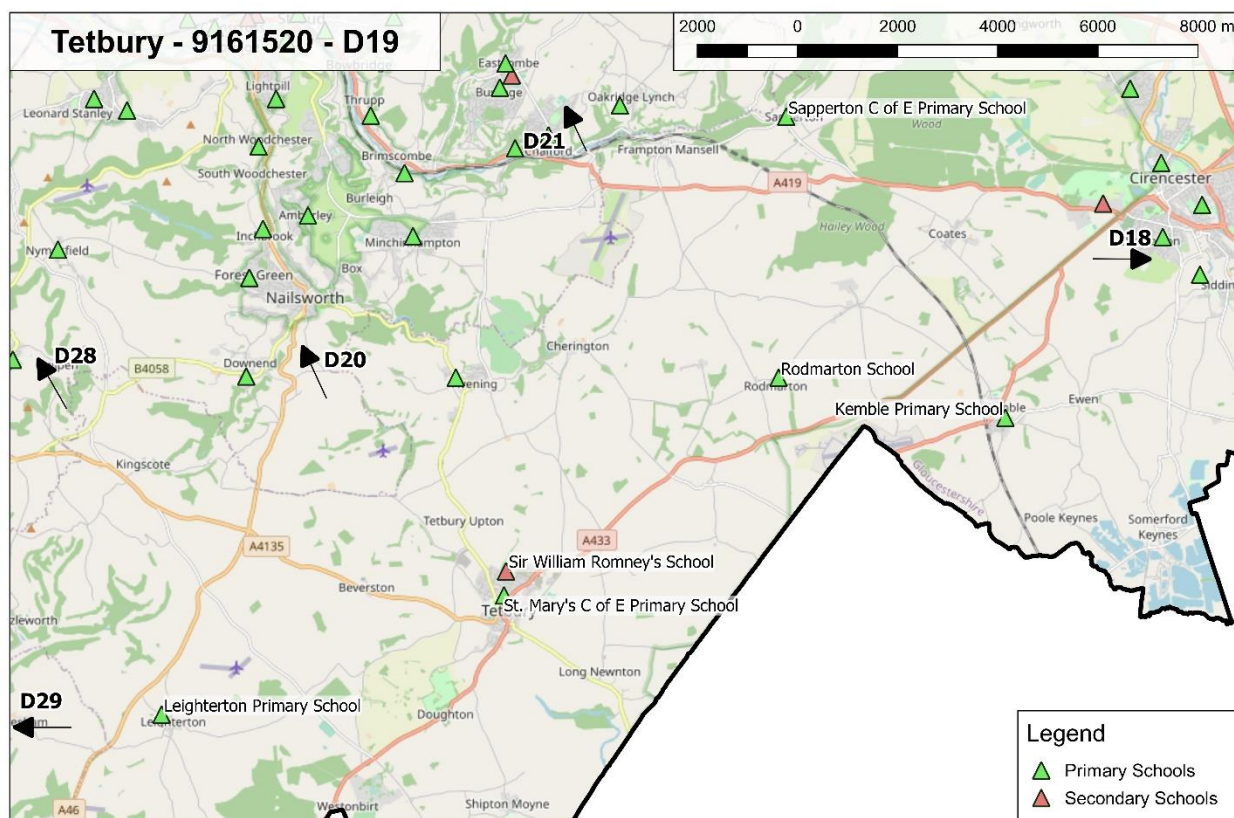 Tetbury - 9161520 - D19
2000 0 2000 4000 6000 8000 m
Bowbridge
Lightpill
Eastcombe
Leonard Stanley
Thrupp
Oakridge Lynch
Sapperton C of E Primary School
North Woodchester
D21
Chalford
Frampton Mansell
Wood
Brimscombe
South Woodchester
A419
Cirencester
Burleigh
Amberley
Minchinhampton
Hailey Wood
Coates
D18
Box
Forest Green
Nailsworth
Cherington
D28
D20
B4058
Downend
Rodmarton School
Rodmarton
Kemble Primary School
Ewen
Kingscote
Gloucestershire
Tetbury Upton
Poole Keynes
Somerford
Keynes
A433
A4135
Sir William Romney's School
Beverston
St. Mary's C of E Primary School
Tetbury
Long Newnton
D29
Leighterton Primary School
Leighterton
Doughton
Legend
Primary Schools
Secondary Schools
A46
Westonbirt
Shipton Moyne